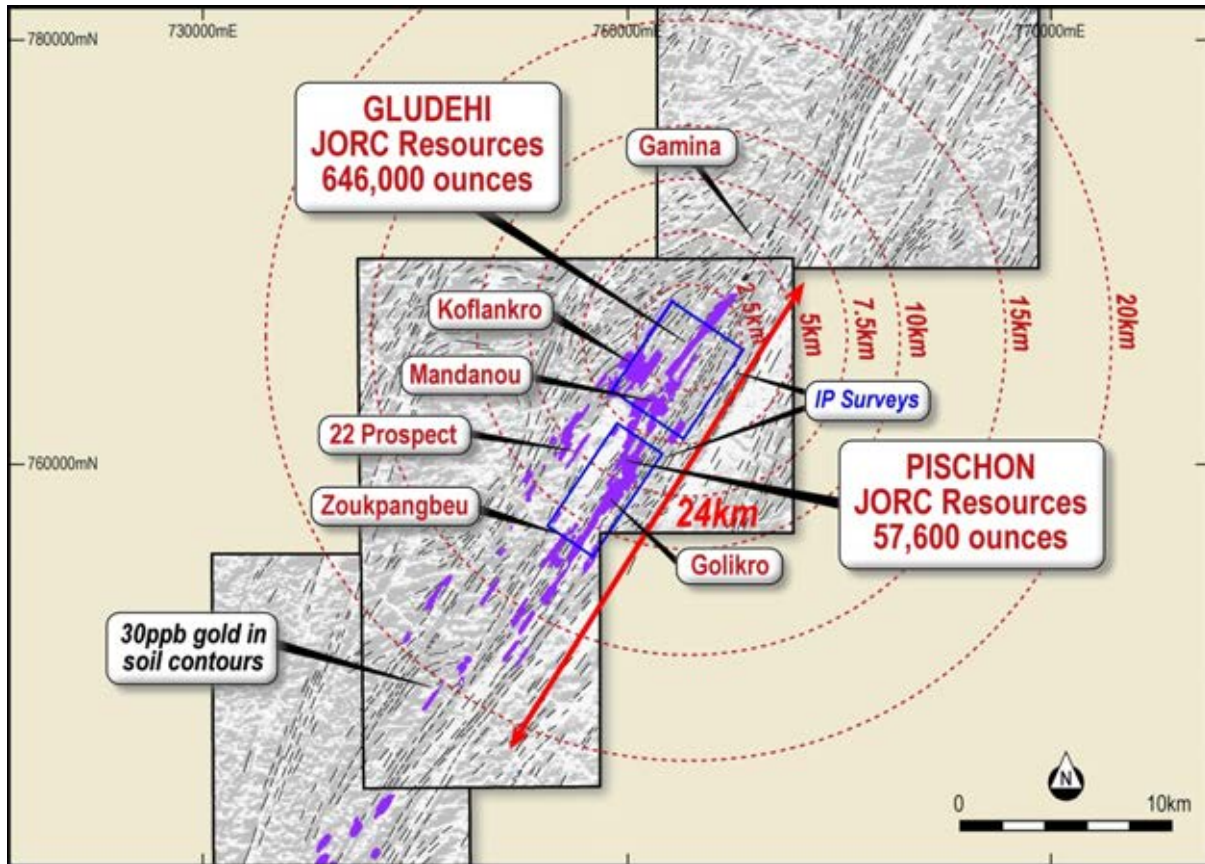 730000mE
750000mE
770000mE
780000mN
GLUDEHI
JORC Resources
646,000 ounces
Gamina
Koflankro
2.5km
5km
7.5km
10km
15km
20km
Mandanou
IP Surveys
22 Prospect
760000mN
PISCHON
JORC Resources
57,600 ounces
Zoukpangbeu
24km
Golikro
30ppb gold in
soil contours
N
0
10km